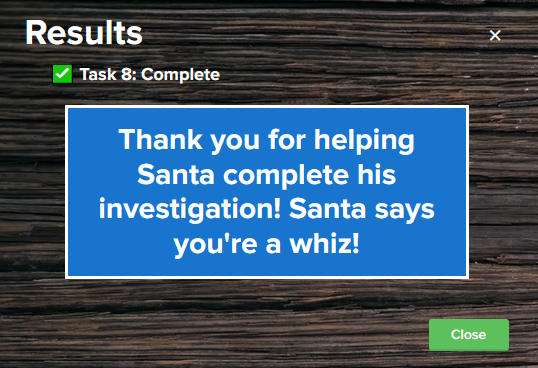 Results
Task 8: Complete
Thank you for helping
Santa complete his
investigation! Santa says
you're a whiz!
Close